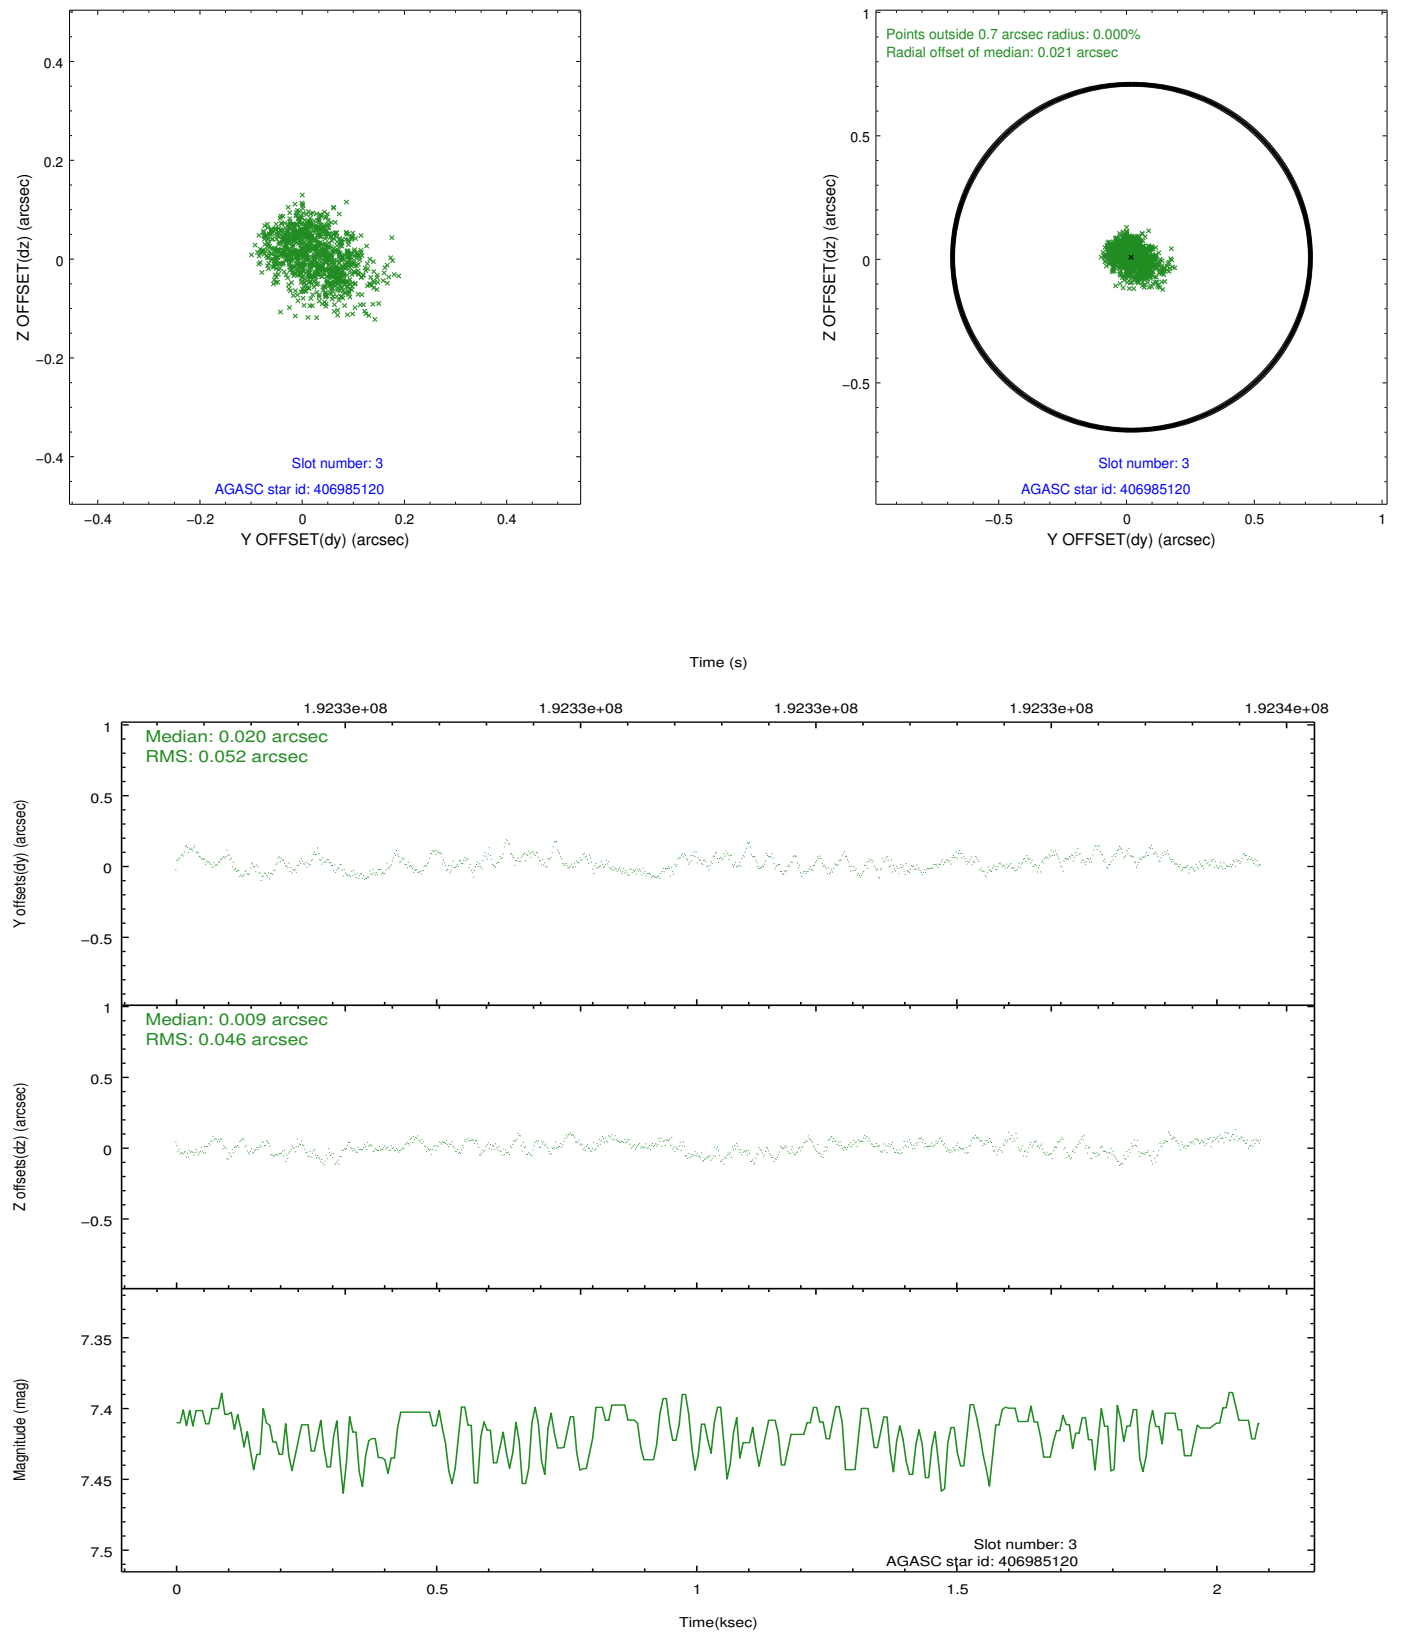 Points outside 0.7 arcsec radius: 0.000%
Radial offset of median: 0.021 arcsec
Z OFFSET(dz) (arcsec)
0.4
0.2
0
−0.2
−0.4
Slot number: 3
AGASC star id: 406985120
−0.4 −0.2 0 0.2 0.4
Y OFFSET(dy) (arcsec)
Z OFFSET(dz) (arcsec)
1
0.5
0
−0.5
Slot number: 3
AGASC star id: 406985120
−0.5 0 0.5 1
Y OFFSET(dy) (arcsec)
Time (s)
1.9233e+08 1.9233e+08 1.9233e+08 1.9233e+08 1.9234e+08
Median: 0.020 arcsec
RMS: 0.052 arcsec
Y offsets(dy) (arcsec)
1
0.5
0
−0.5
Median: 0.009 arcsec
RMS: 0.046 arcsec
Z offsets(dz) (arcsec)
1
0.5
0
−0.5
Magnitude (mag)
7.35
7.4
7.45
7.5
Slot number: 3
AGASC star id: 406985120
0 0.5 1 1.5 2
Time(ksec)